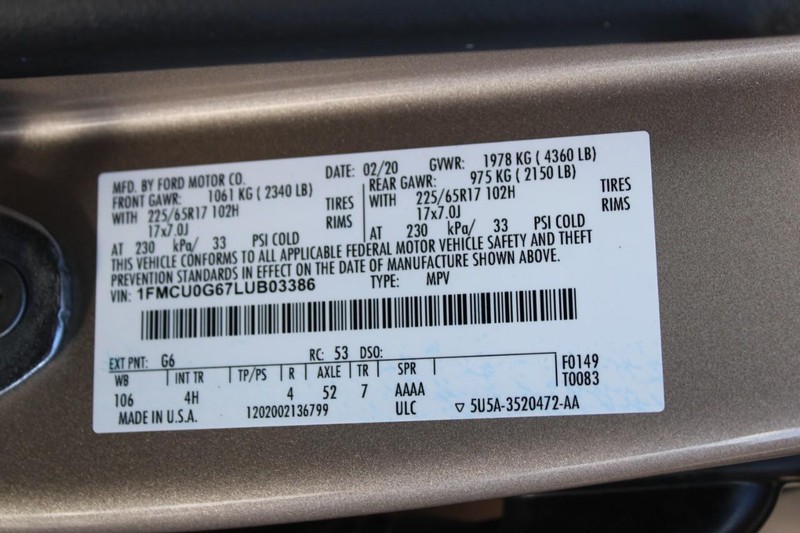 MFD. BY FORD MOTOR CO. DATE: 02/20 GVWR: 1978 KG ( 4360 LB)
FRONT GAWR: 1061 KG ( 2340 LB) REAR GAWR: 975 KG ( 2150 LB)
WITH 225/65R17 102H TIRES WITH 225/65R17 102H TIRES
17x7.0J RIMS 17x7.0J RIMS
AT 230 kPa/ 33 PSI COLD AT 230 kPa/ 33 PSI COLD
THIS VEHICLE CONFORMS TO ALL APPLICABLE FEDERAL MOTOR VEHICLE SAFETY AND THEFT
PREVENTION STANDARDS IN EFFECT ON THE DATE OF MANUFACTURE SHOWN ABOVE.
VIN: 1FMCU0G67LUB03386 TYPE: MPV
EXT PNT: G6 RC: 53 DSO: F0149
WB INT TR TP/PS R AXLE TR SPR T0083
106 4H 4 52 7 AAAA
MADE IN U.S.A. 1202002136799 ULC ▽ 5U5A-3520472-AA